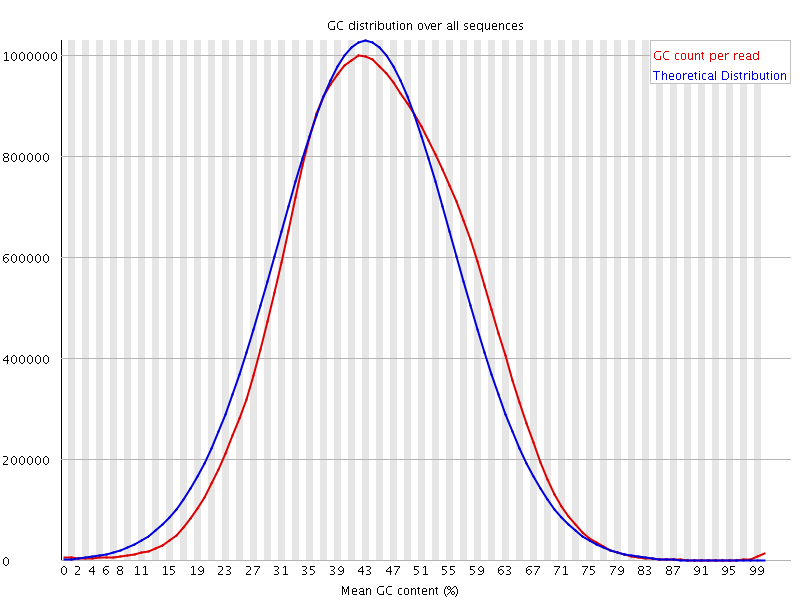 GC distribution over all sequences
GC count per read
Theoretical Distribution
1000000
800000
600000
400000
200000
0
0 2 4 6 8 11 15 19 23 27 31 35 39 43 47 51 55 59 63 67 71 75 79 83 87 91 95 99
Mean GC content (%)